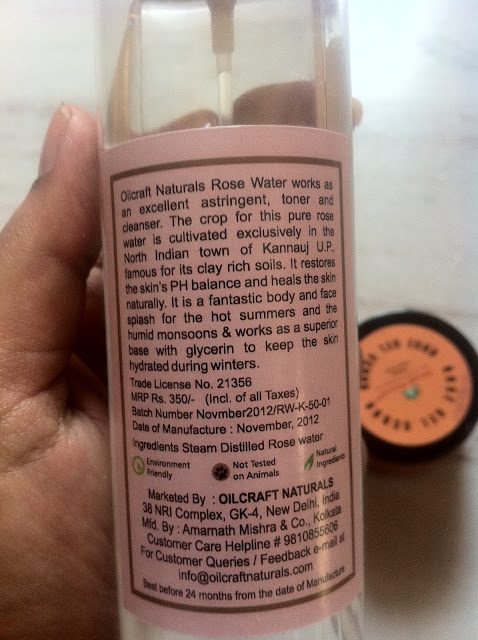 Oilcraft Naturals Rose Water works as
an excellent astringent, toner and
cleanser. The crop for this pure rose
water is cultivated exclusively in the
North Indian town of Kannauj U.P.,
famous for its clay rich soils. It restores
the skin's PH balance and heals the skin
naturally. It is a fantastic body and face
splash for the hot summers and the
humid monsoons & works as a superior
base with glycerin to keep the skin
hydrated during winters.
Trade License No. 21356
MRP Rs. 350/- (Incl. of all Taxes)
Batch Number Novmber2012/RW-K-50-01
Date of Manufacture : November, 2012
Ingredients Steam Distilled Rose water
Environment
Friendly
Not Tested
on Animals
Natural
Ingredients
Marketed By : OILCRAFT NATURALS
38 NRI Complex, GK-4, New Delhi, India
Mfd. By : Amarnath Mishra & Co., Kolkata
Customer Care Helpline # 9810855606
For Customer Queries / Feedback e-mail at
info@oilcraftnaturals.com
Best before 24 months from the date of Manufacture